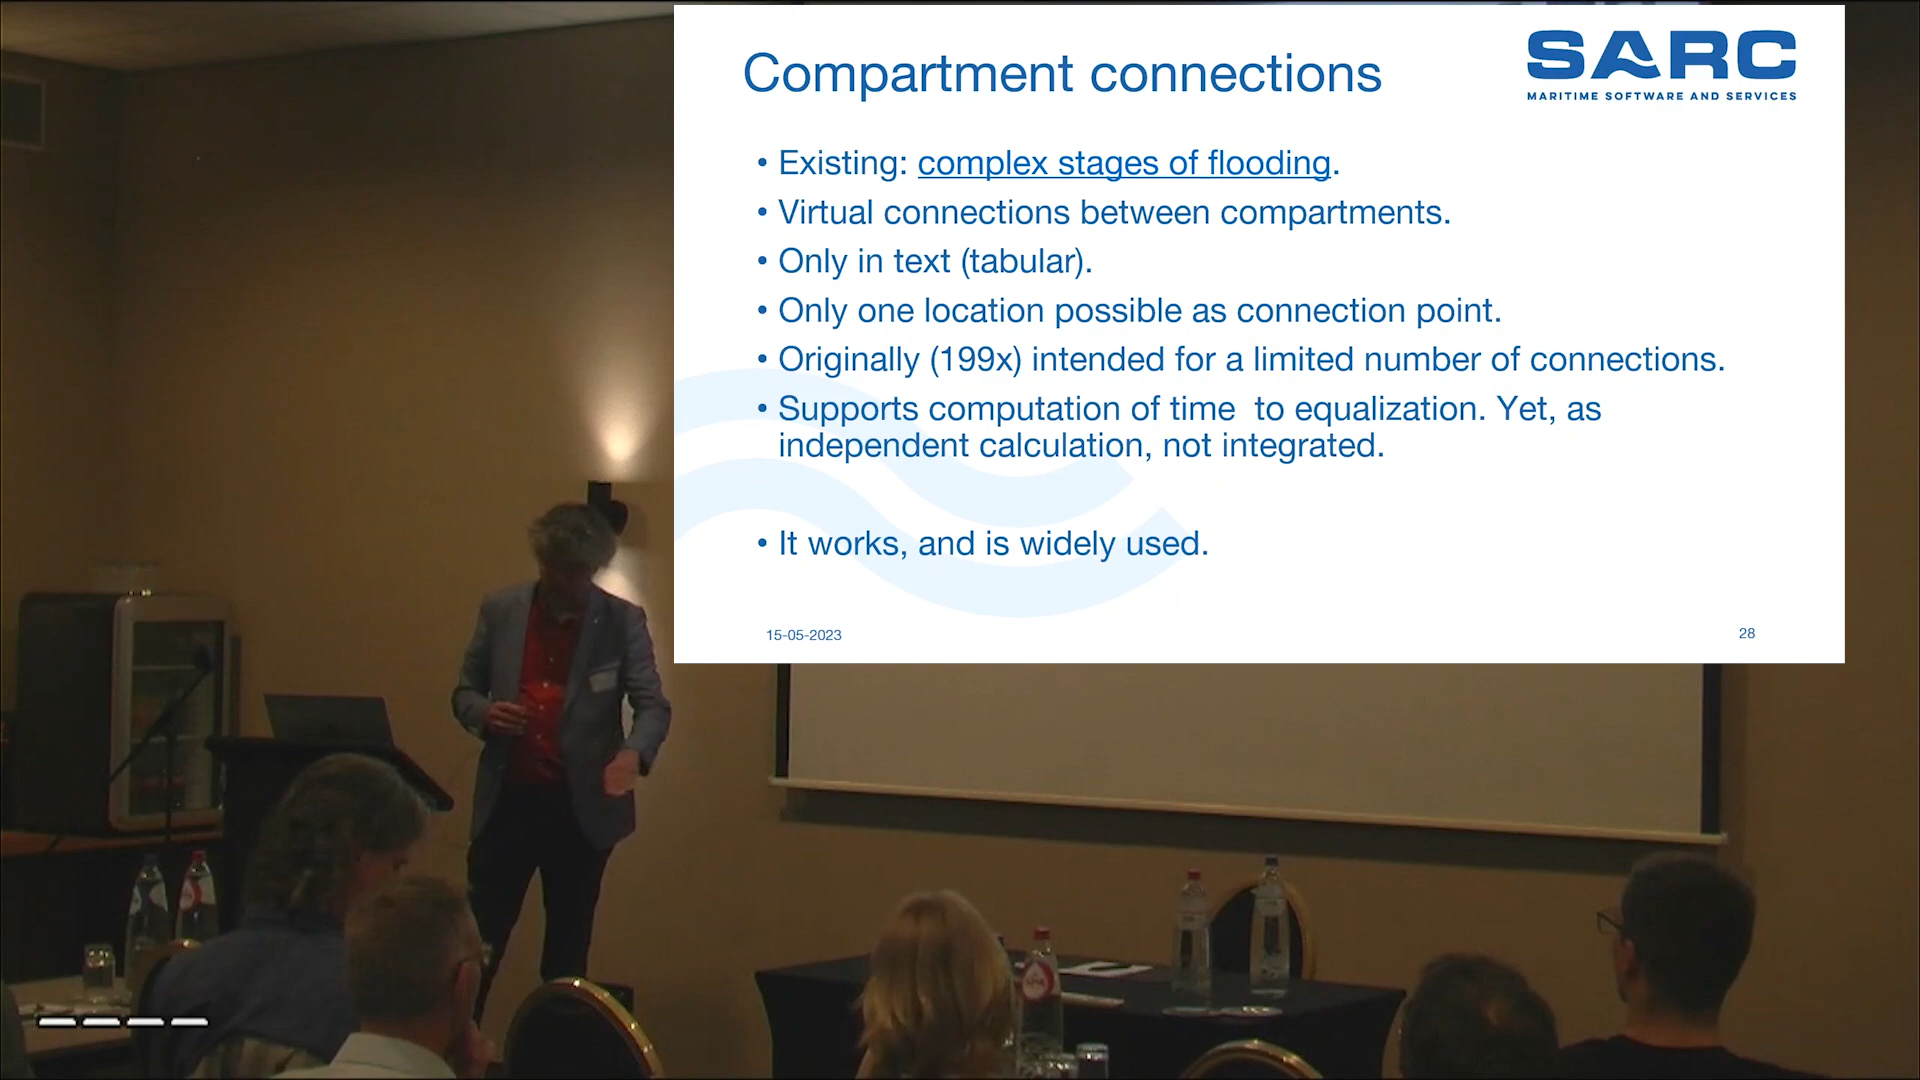 Compartment connections
SARC
MARITIME SOFTWARE AND SERVICES
• Existing: complex stages of flooding.
• Virtual connections between compartments.
• Only in text (tabular).
• Only one location possible as connection point.
• Originally (199x) intended for a limited number of connections.
• Supports computation of time  to equalization. Yet, as
independent calculation, not integrated.
• It works, and is widely used.
15-05-2023
28